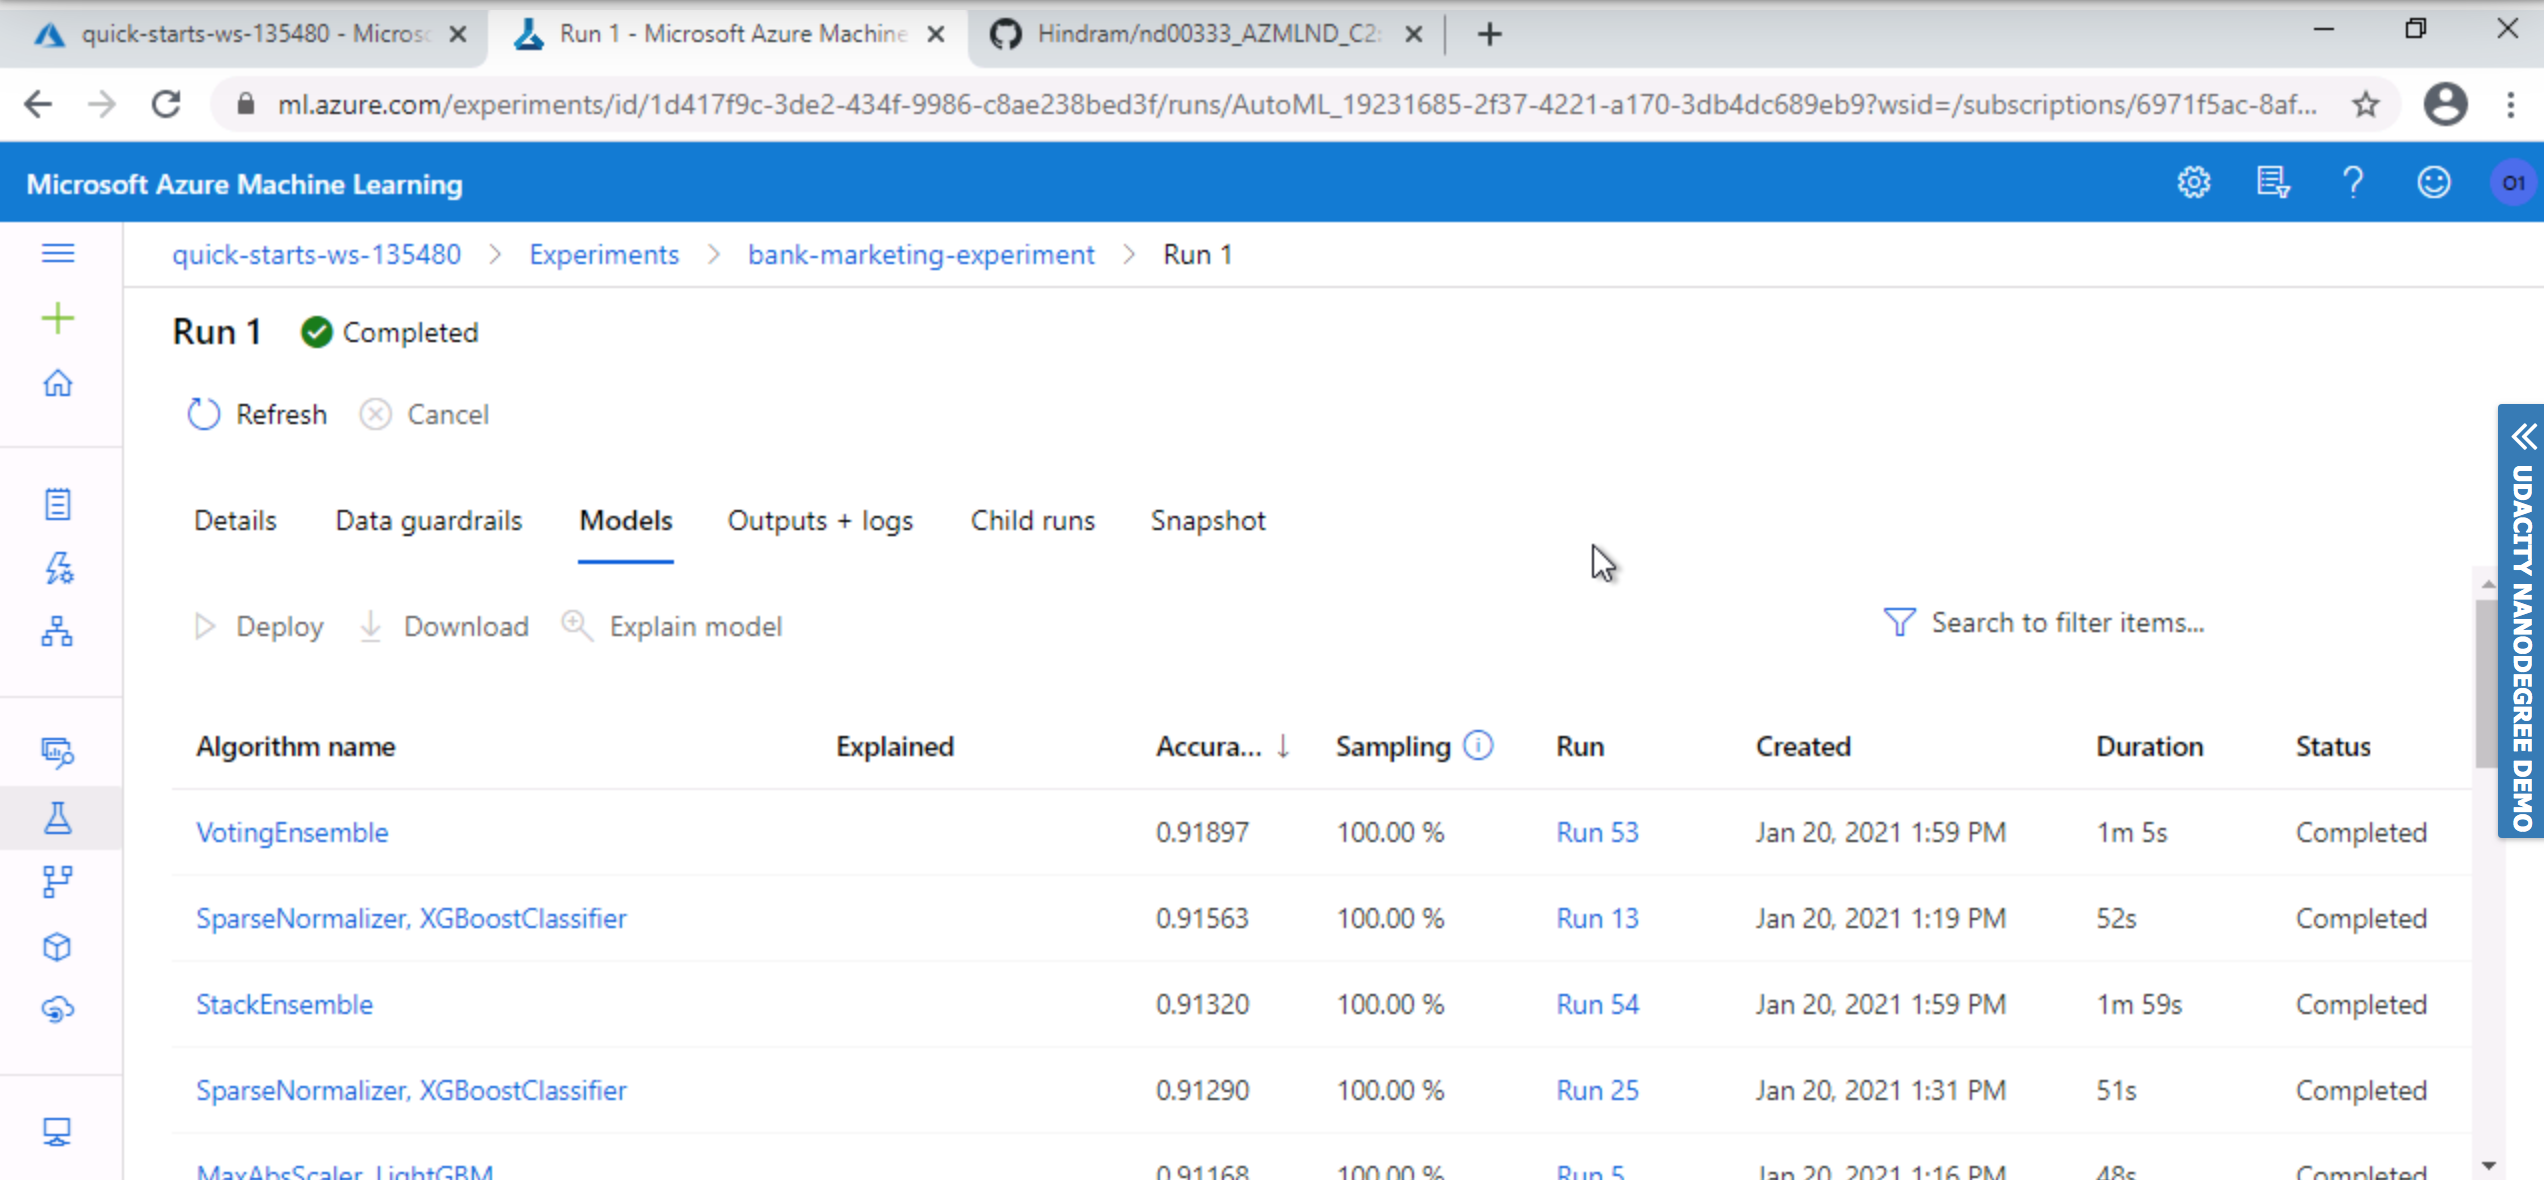 quick-starts-ws-135480 - Micros
Run 1 - Microsoft Azure Machine
Hindram/nd00333_AZMLND_C2
ml.azure.com/experiments/id/1d417f9c-3de2-434f-9986-c8ae238bed3f/runs/AutoML_19231685-2f37-4221-a170-3db4dc689eb9?wsid=/subscriptions/6971f5ac-8af...
Microsoft Azure Machine Learning
O1
quick-starts-ws-135480 > Experiments > bank-marketing-experiment > Run 1
Run 1 Completed
Refresh Cancel
Details Data guardrails Models Outputs + logs Child runs Snapshot
Deploy Download Explain model Search to filter items...
Algorithm name Explained Accura... ↓ Sampling Run Created Duration Status
VotingEnsemble 0.91897 100.00 % Run 53 Jan 20, 2021 1:59 PM 1m 5s Completed
SparseNormalizer, XGBoostClassifier 0.91563 100.00 % Run 13 Jan 20, 2021 1:19 PM 52s Completed
StackEnsemble 0.91320 100.00 % Run 54 Jan 20, 2021 1:59 PM 1m 59s Completed
SparseNormalizer, XGBoostClassifier 0.91290 100.00 % Run 25 Jan 20, 2021 1:31 PM 51s Completed
MaxAbsScaler, LightGBM 0.91168 100.00 % Run 5 Jan 20, 2021 1:16 PM 48s Completed
UDACITY NANODEGREE DEMO